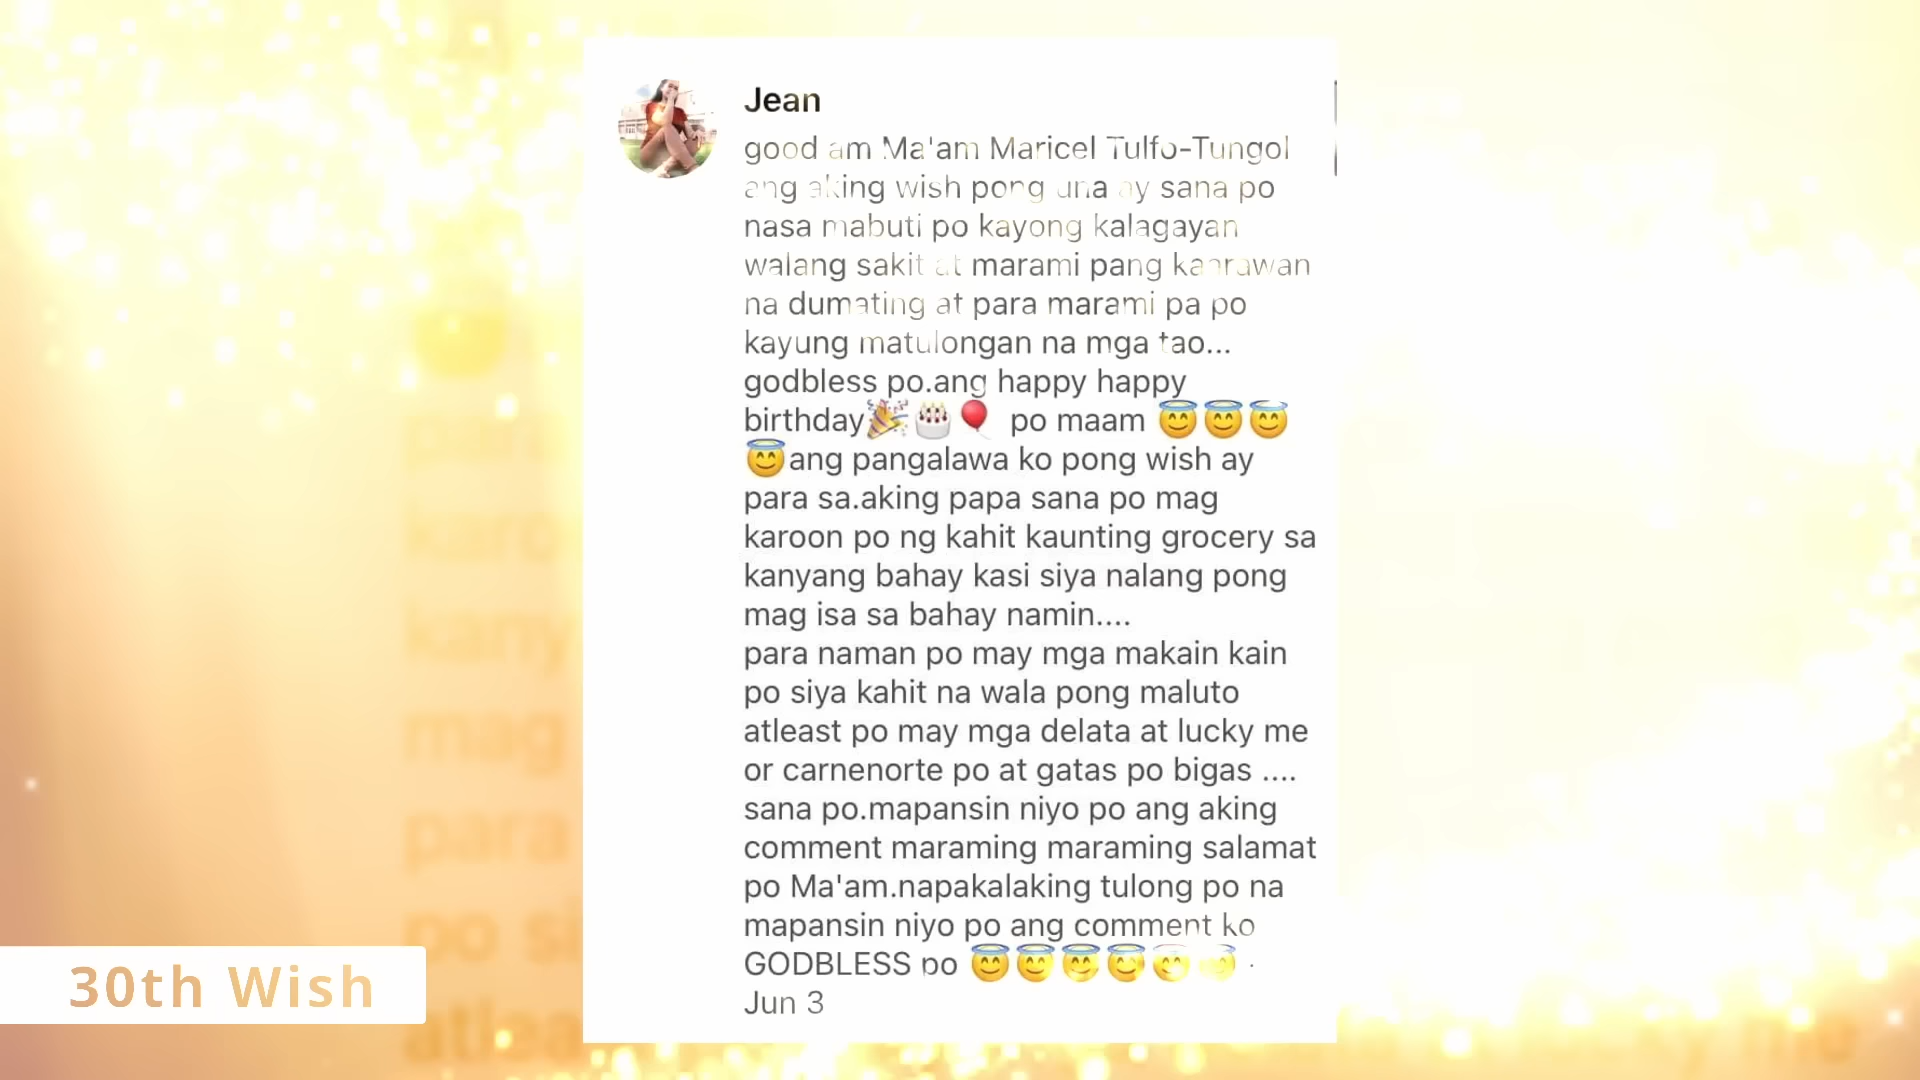 Jean
good am Ma'am Maricel Tulfo-Tungol
ang aking wish pong una ay sana po
nasa mabuti po kayong kalagayan
walang sakit at marami pang kaarawan
na dumating at para marami pa po
kayung matulongan na mga tao...
godbless po.ang happy happy
birthday🎉🎂🎈 po maam 😇😇😇
😇ang pangalawa ko pong wish ay
para sa.aking papa sana po mag
karoon po ng kahit kaunting grocery sa
kanyang bahay kasi siya nalang pong
mag isa sa bahay namin....
para naman po may mga makain kain
po siya kahit na wala pong maluto
atleast po may mga delata at lucky me
or carnenorte po at gatas po bigas ....
sana po.mapansin niyo po ang aking
comment maraming maraming salamat
po Ma'am.napakalaking tulong po na
mapansin niyo po ang comment ko
GODBLESS po 😇😇😇😇😇😇 ·
Jun 3
30th Wish
karo
kany
mag
para
po si
atlea